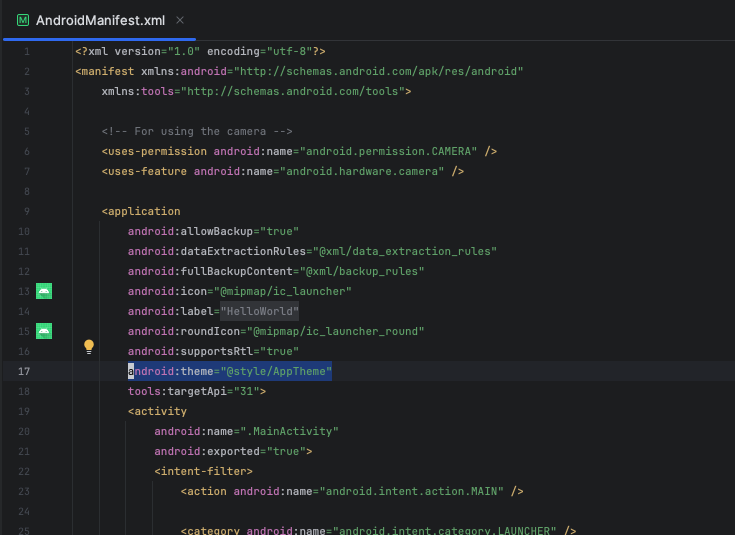 AndroidManifest.xml
1 <?xml version="1.0" encoding="utf-8"?>
2 <manifest xmlns:android="http://schemas.android.com/apk/res/android"
3 xmlns:tools="http://schemas.android.com/tools">
4
5 <!-- For using the camera -->
6 <uses-permission android:name="android.permission.CAMERA" />
7 <uses-feature android:name="android.hardware.camera" />
8
9 <application
10 android:allowBackup="true"
11 android:dataExtractionRules="@xml/data_extraction_rules"
12 android:fullBackupContent="@xml/backup_rules"
13 android:icon="@mipmap/ic_launcher"
14 android:label="HelloWorld"
15 android:roundIcon="@mipmap/ic_launcher_round"
16 android:supportsRtl="true"
17 android:theme="@style/AppTheme"
18 tools:targetApi="31">
19 <activity
20 android:name=".MainActivity"
21 android:exported="true">
22 <intent-filter>
23 <action android:name="android.intent.action.MAIN" />
24
25 <category android:name="android.intent.category.LAUNCHER" />